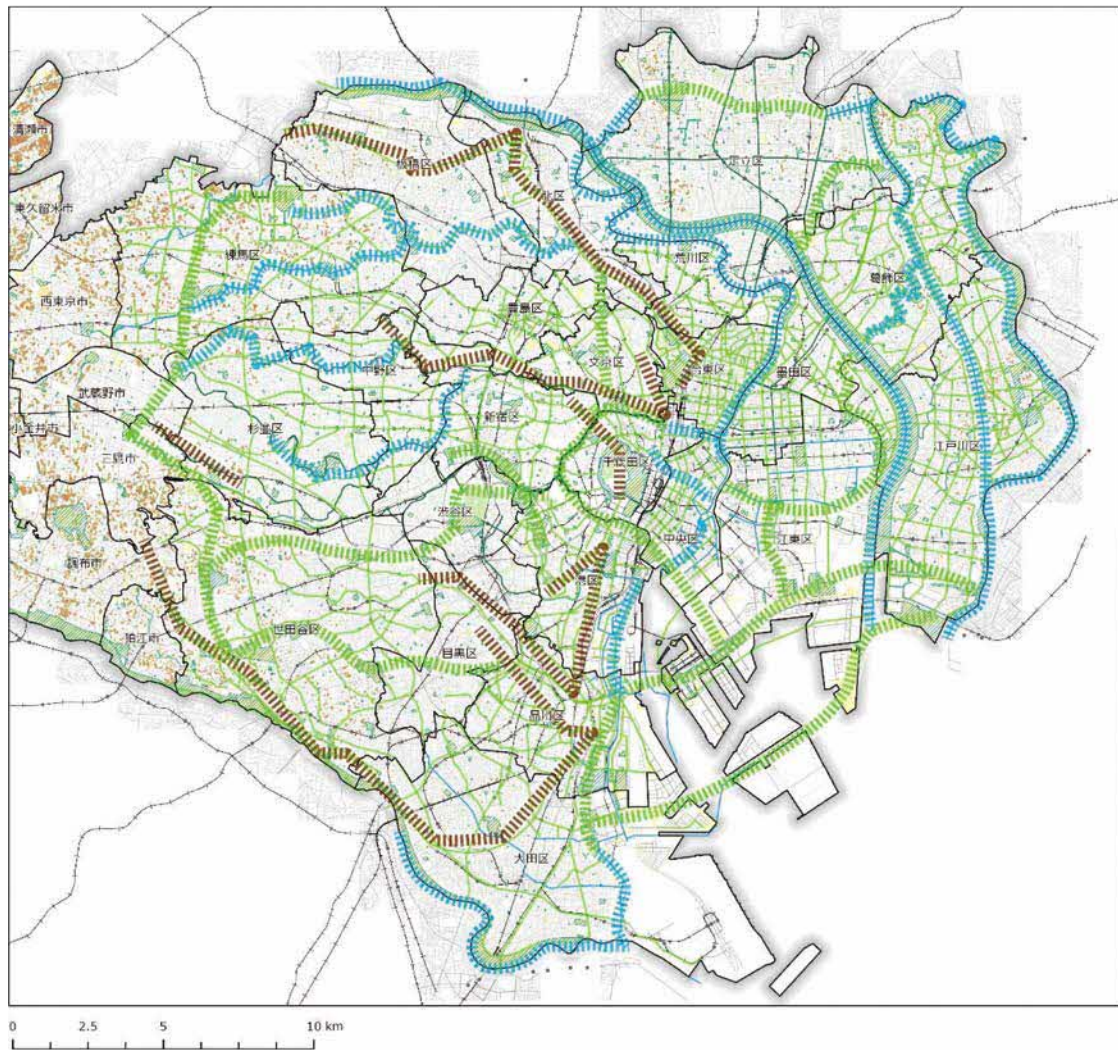 清瀬市
東久留米市
板橋区
北区
足立区
練馬区
荒川区
葛飾区
西東京市
豊島区
文京区
台東区
墨田区
武蔵野市
中野区
新宿区
江戸川区
小金井市
杉並区
三鷹市
千代田区
渋谷区
中央区
江東区
調布市
港区
狛江市
世田谷区
目黒区
品川区
大田区
0 2.5 5 10 km